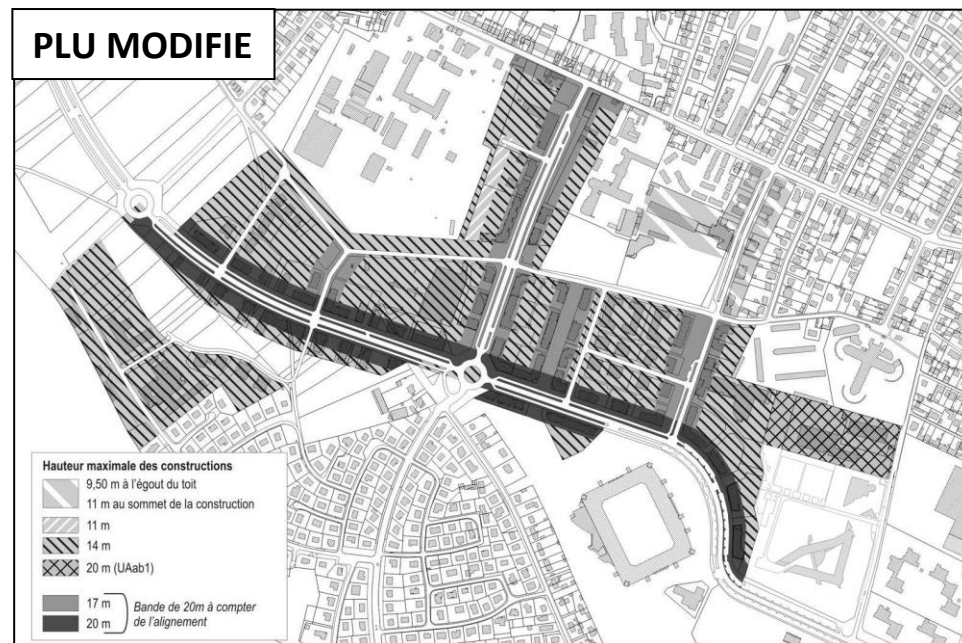 PLU MODIFIE
Hauteur maximale des constructions
9,50 m à l'égout du toit
11 m au sommet de la construction
11 m
14 m
20 m (UAab1)
17 m
20 m
Bande de 20m à compter
de l'alignement